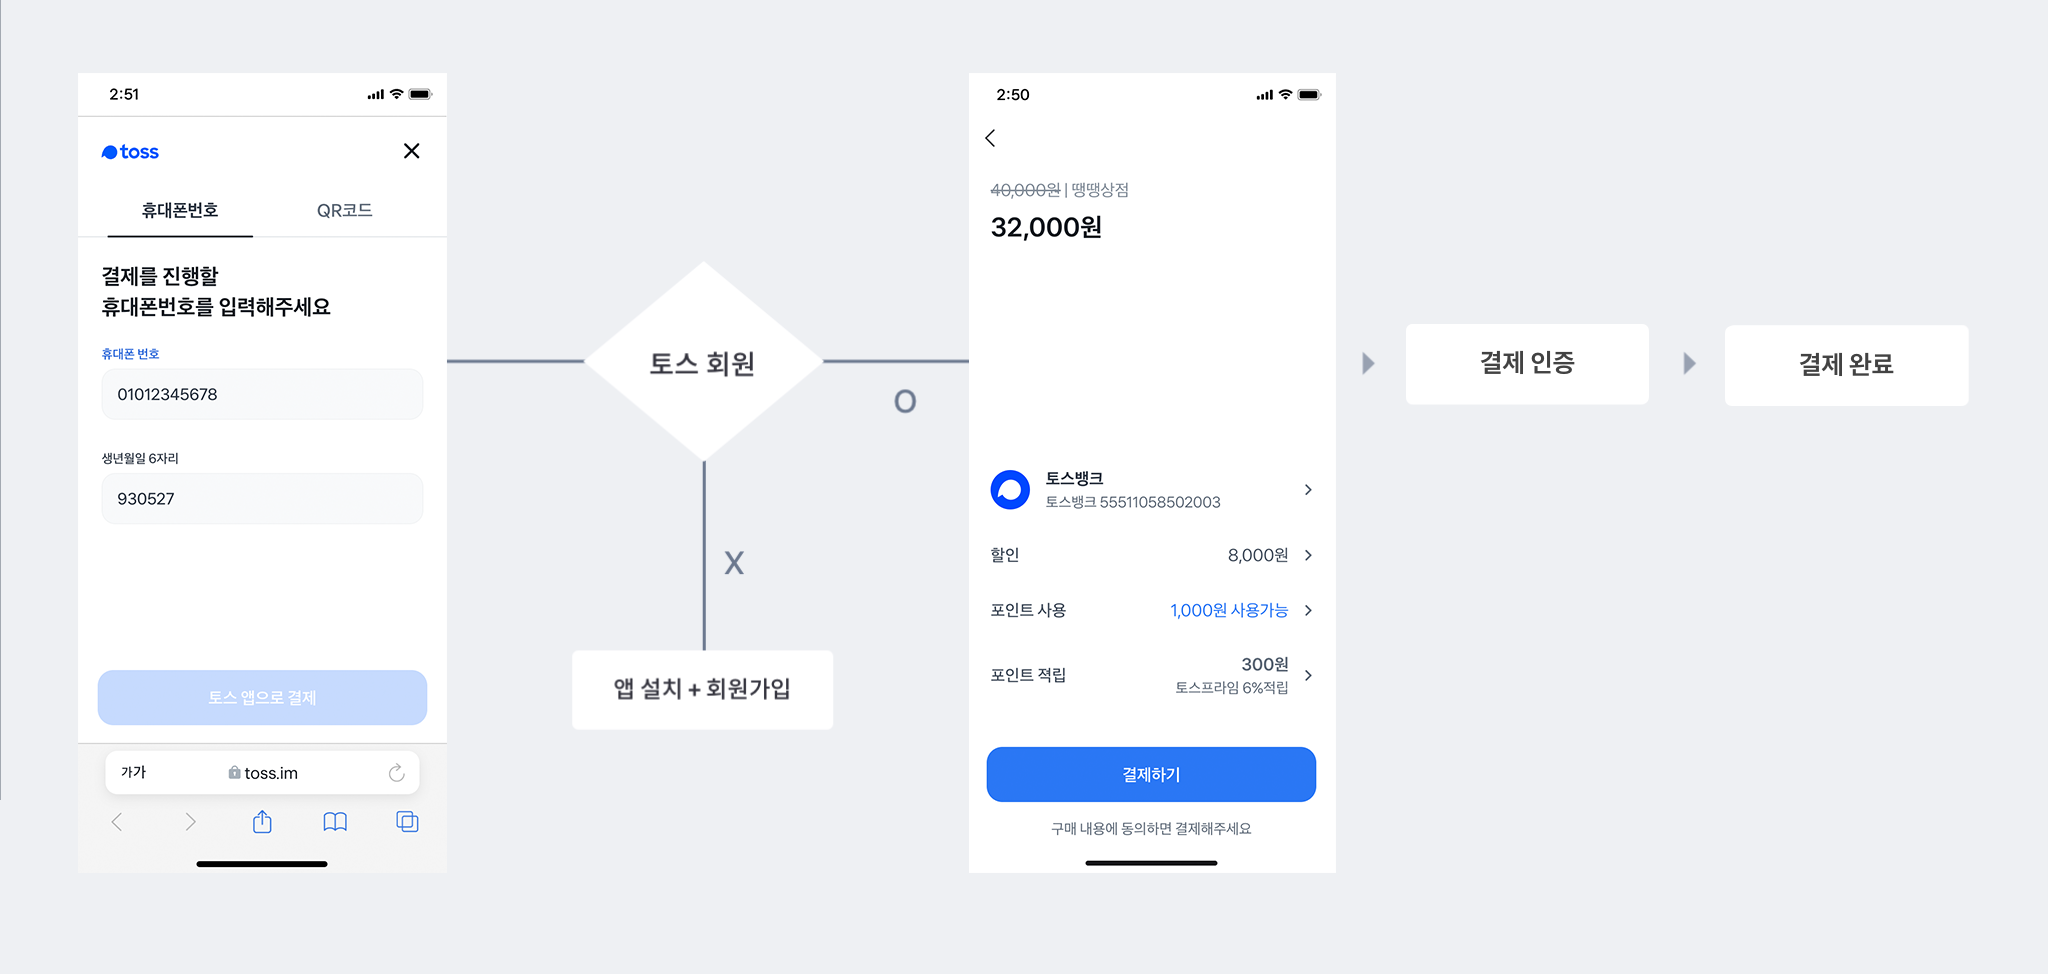 2:51
toss
휴대폰번호
QR코드
결제를 진행할
휴대폰번호를 입력해주세요
휴대폰 번호
01012345678
생년월일 6자리
930527
토스 앱으로 결제
가가
toss.im
토스 회원
O
X
앱 설치 + 회원가입
2:50
40,000원 | 땡땡상점
32,000원
토스뱅크
토스뱅크 55511058502003
할인
8,000원
포인트 사용
1,000원 사용가능
포인트 젹립
300원
토스프라임 6%적립
결제하기
구매 내용에 동의하면 결제해주세요
결제 인증
결제 완료